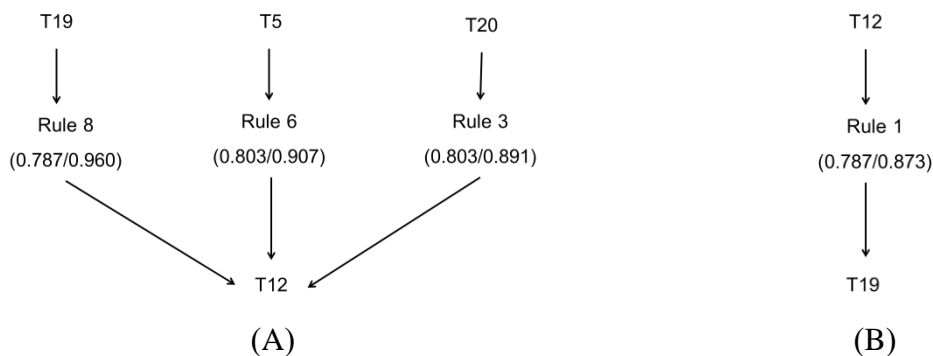 T19 T5 T20 T12
Rule 8 Rule 6 Rule 3 Rule 1
(0.787/0.960) (0.803/0.907) (0.803/0.891) (0.787/0.873)
T12 T19
(A) (B)